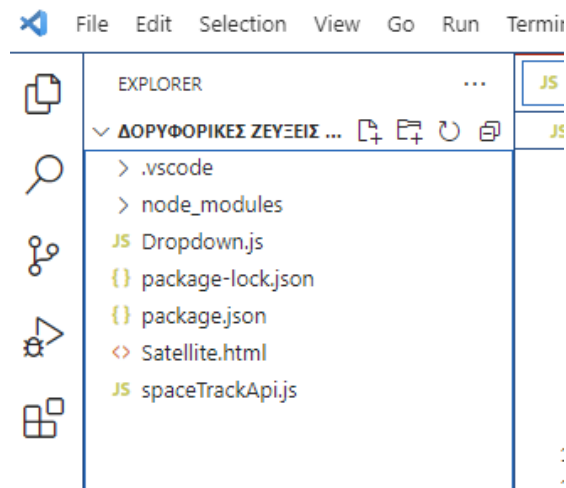 File Edit Selection View Go Run Termin
EXPLORER ...
JS
ΔΟΡΥΦΟΡΙΚΕΣ ΖΕΥΞΕΙΣ ...
JS
.vscode
node_modules
JS Dropdown.js
{} package-lock.json
{} package.json
<> Satellite.html
JS spaceTrackApi.js